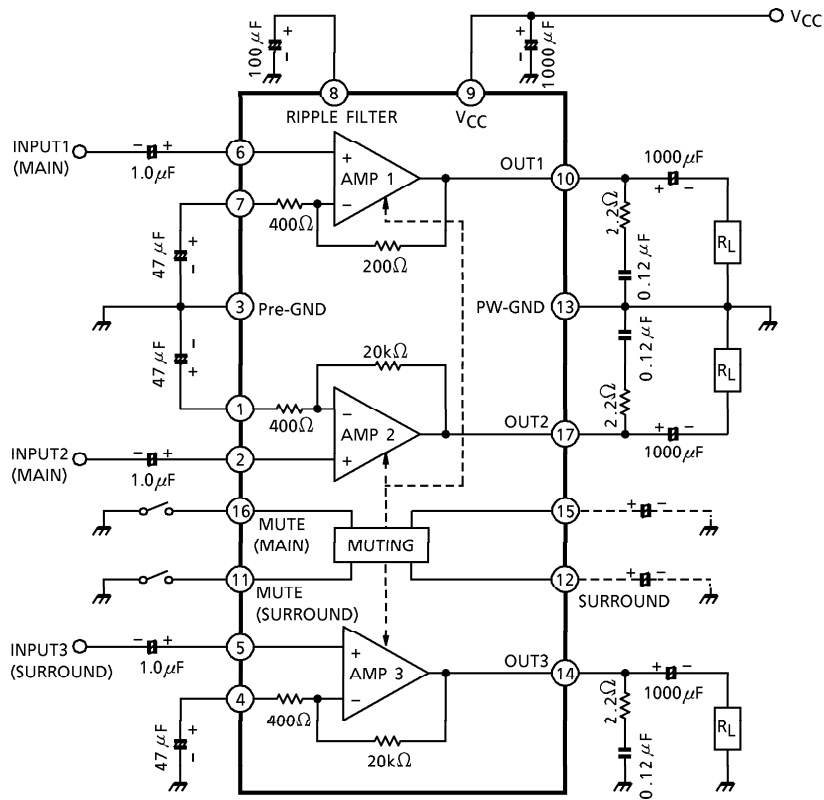 100μF
+
−
1000μF
+
−
VCC
8
RIPPLE FILTER
9
VCC
INPUT1
(MAIN)
− +
1.0μF
6
+
AMP 1
−
OUT1
10
1000μF
+ −
7
400Ω
200Ω
47μF
+
−
2.2Ω
0.12μF
RL
3
Pre-GND
PW-GND
13
47μF
−
+
20kΩ
0.12μF
2.2Ω
RL
1
400Ω
−
AMP 2
+
OUT2
17
+ −
1000μF
INPUT2
(MAIN)
− +
1.0μF
2
16
MUTE
(MAIN)
MUTING
15
+ −
11
MUTE
(SURROUND)
12
SURROUND
+ −
INPUT3
(SURROUND)
− +
1.0μF
5
+
AMP 3
−
OUT3
14
+ −
1000μF
4
400Ω
20kΩ
47μF
+
−
2.2Ω
0.12μF
RL